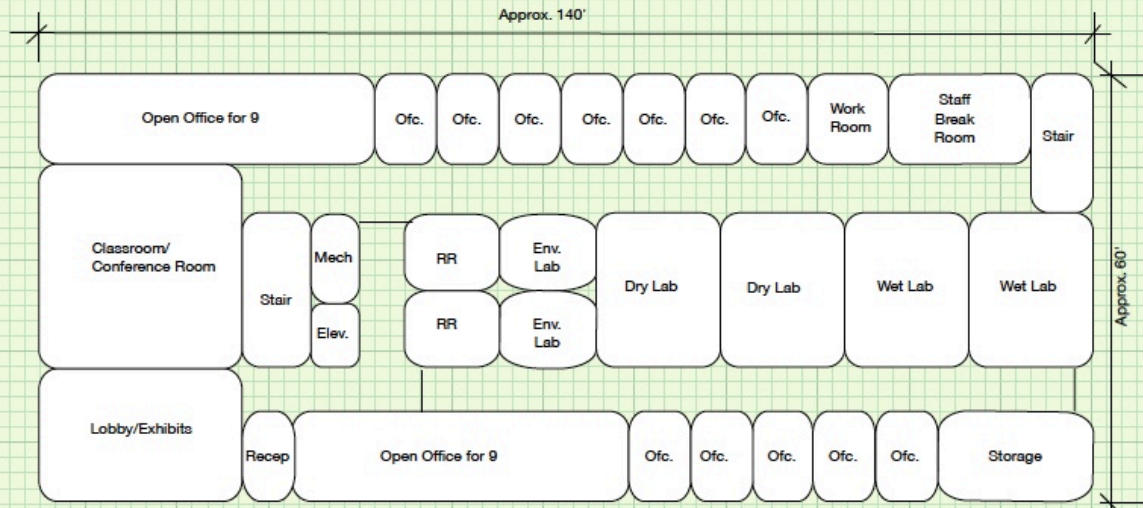 Approx. 140'
Open Office for 9
Ofc.
Ofc.
Ofc.
Ofc.
Ofc.
Ofc.
Ofc.
Work
Room
Staff
Break
Room
Stair
Classroom/
Conference Room
Stair
Mech
Elev.
RR
RR
Env.
Lab
Env.
Lab
Dry Lab
Dry Lab
Wet Lab
Wet Lab
Approx. 60'
Lobby/Exhibits
Recep
Open Office for 9
Ofc.
Ofc.
Ofc.
Ofc.
Ofc.
Storage